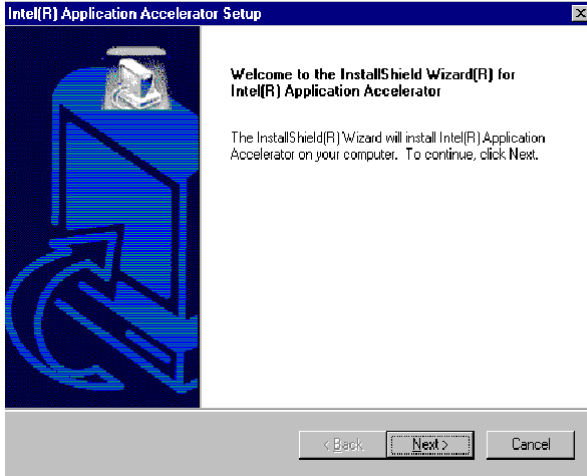 Intel(R) Application Accelerator Setup
Welcome to the InstallShield Wizard(R) for
Intel(R) Application Accelerator
The InstallShield(R) Wizard will install Intel(R) Application
Accelerator on your computer. To continue, click Next.
< Back
Next >
Cancel